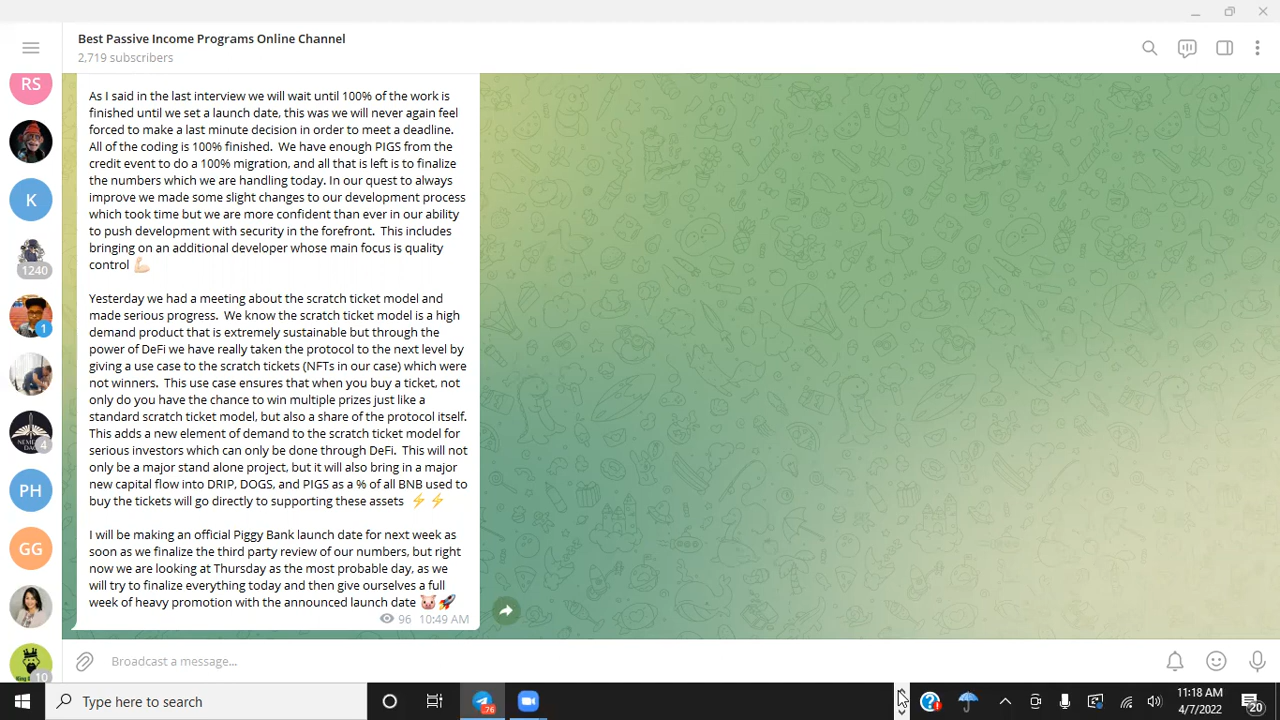 Best Passive Income Programs Online Channel
2,719 subscribers
RS
K
1240
1
4
PH
GG
10
As I said in the last interview we will wait until 100% of the work is
finished until we set a launch date, this was we will never again feel
forced to make a last minute decision in order to meet a deadline.
All of the coding is 100% finished.  We have enough PIGS from the
credit event to do a 100% migration, and all that is left is to finalize
the numbers which we are handling today. In our quest to always
improve we made some slight changes to our development process
which took time but we are more confident than ever in our ability
to push development with security in the forefront.  This includes
bringing on an additional developer whose main focus is quality
control 💪🏻
Yesterday we had a meeting about the scratch ticket model and
made serious progress.  We know the scratch ticket model is a high
demand product that is extremely sustainable but through the
power of DeFi we have really taken the protocol to the next level by
giving a use case to the scratch tickets (NFTs in our case) which were
not winners.  This use case ensures that when you buy a ticket, not
only do you have the chance to win multiple prizes just like a
standard scratch ticket model, but also a share of the protocol itself.
This adds a new element of demand to the scratch ticket model for
serious investors which can only be done through DeFi.  This will not
only be a major stand alone project, but it will also bring in a major
new capital flow into DRIP, DOGS, and PIGS as a % of all BNB used to
buy the tickets will go directly to supporting these assets ⚡⚡
I will be making an official Piggy Bank launch date for next week as
soon as we finalize the third party review of our numbers, but right
now we are looking at Thursday as the most probable day, as we
will try to finalize everything today and then give ourselves a full
week of heavy promotion with the announced launch date 🐷🚀
96 10:49 AM
Broadcast a message...
Type here to search
..76
11:18 AM
4/7/2022
20